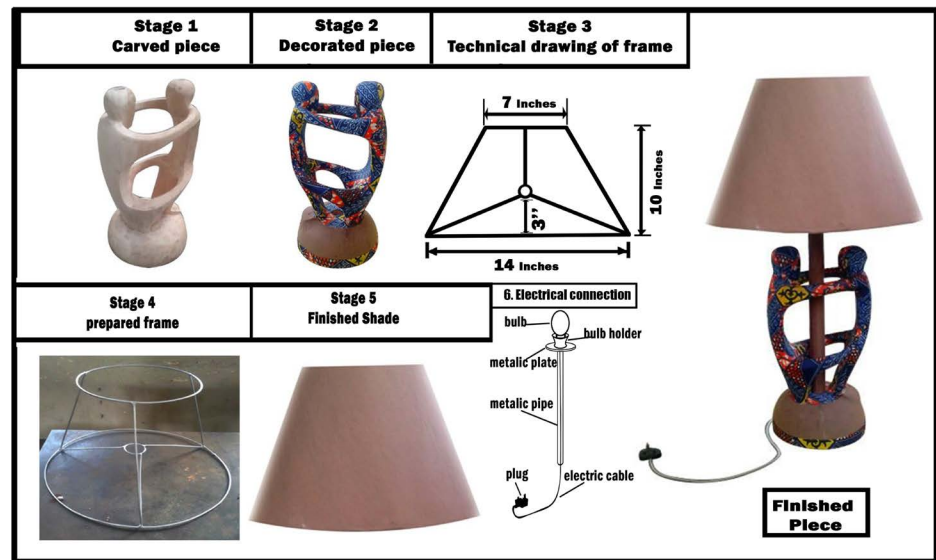 Stage 1
Carved piece
Stage 2
Decorated piece
Stage 3
Technical drawing of frame
7 Inches
10 Inches
3’’
14 Inches
Stage 4
prepared frame
Stage 5
Finished Shade
6. Electrical connection
bulb
bulb holder
metalic plate
metalic pipe
plug
electric cable
Finished
Piece